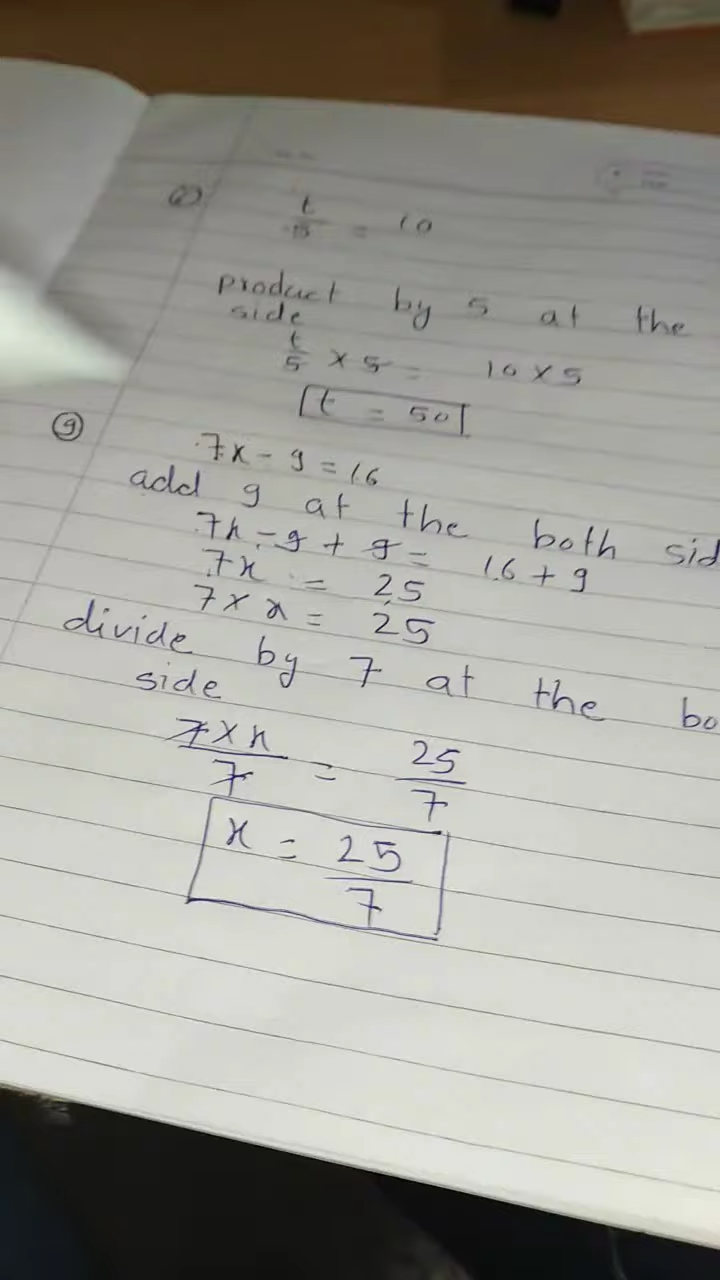 t/5 = 10
product by 5 at the
side
t/5 × 5 = 10 × 5
t = 50
9
7x - 9 = 16
add 9 at the both sid
7x - 9 + 9 = 16 + 9
7x = 25
7 × x = 25
divide by 7 at the bo
side
7 × x / 7 = 25/7
x = 25/7